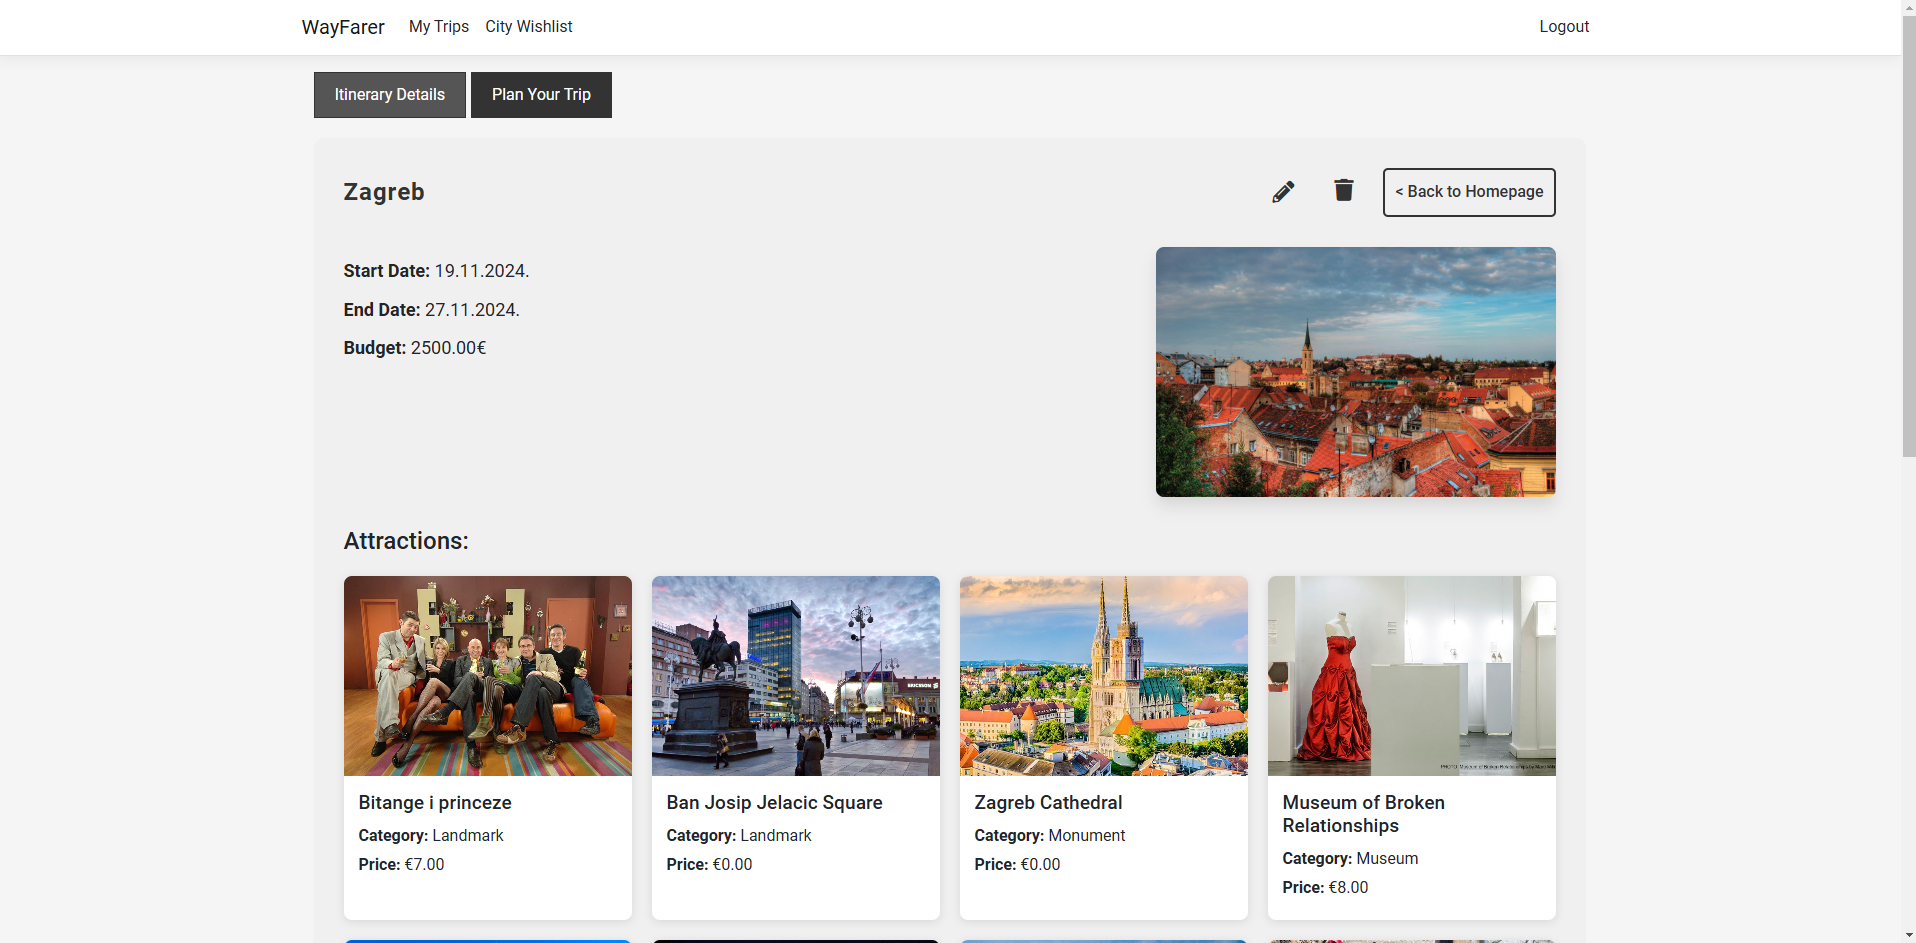 WayFarer My Trips City Wishlist Logout
Itinerary Details Plan Your Trip
Zagreb
< Back to Homepage
Start Date: 19.11.2024.
End Date: 27.11.2024.
Budget: 2500.00€
Attractions:
ERICSSON
Bitange i princeze
Category: Landmark
Price: €7.00
Ban Josip Jelacic Square
Category: Landmark
Price: €0.00
Zagreb Cathedral
Category: Monument
Price: €0.00
Museum of Broken
Relationships
Category: Museum
Price: €8.00